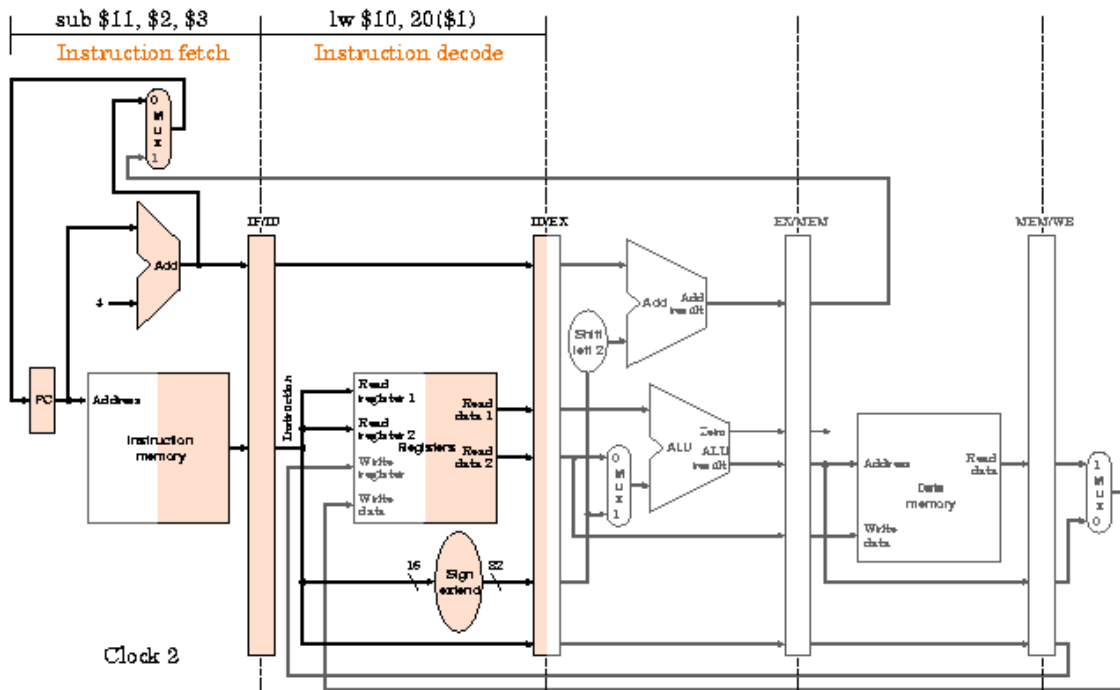 sub $11, $2, $3
lw $10, 20($1)
Instruction fetch
Instruction decode
0
M
u
x
1
IF/ID
ID/EX
EX/MEM
MEM/WB
Add
4
Add
Add
result
Shift
left 2
PC
Address
Instruction
memory
Instruction
Read
register 1
Read
register 2
Registers
Write
register
Write
data
Read
data 1
Read
data 2
0
M
u
x
1
Zero
ALU
ALU
result
Address
Read
data
Data
memory
Write
data
1
M
u
x
0
16
Sign
extend
32
Clock 2